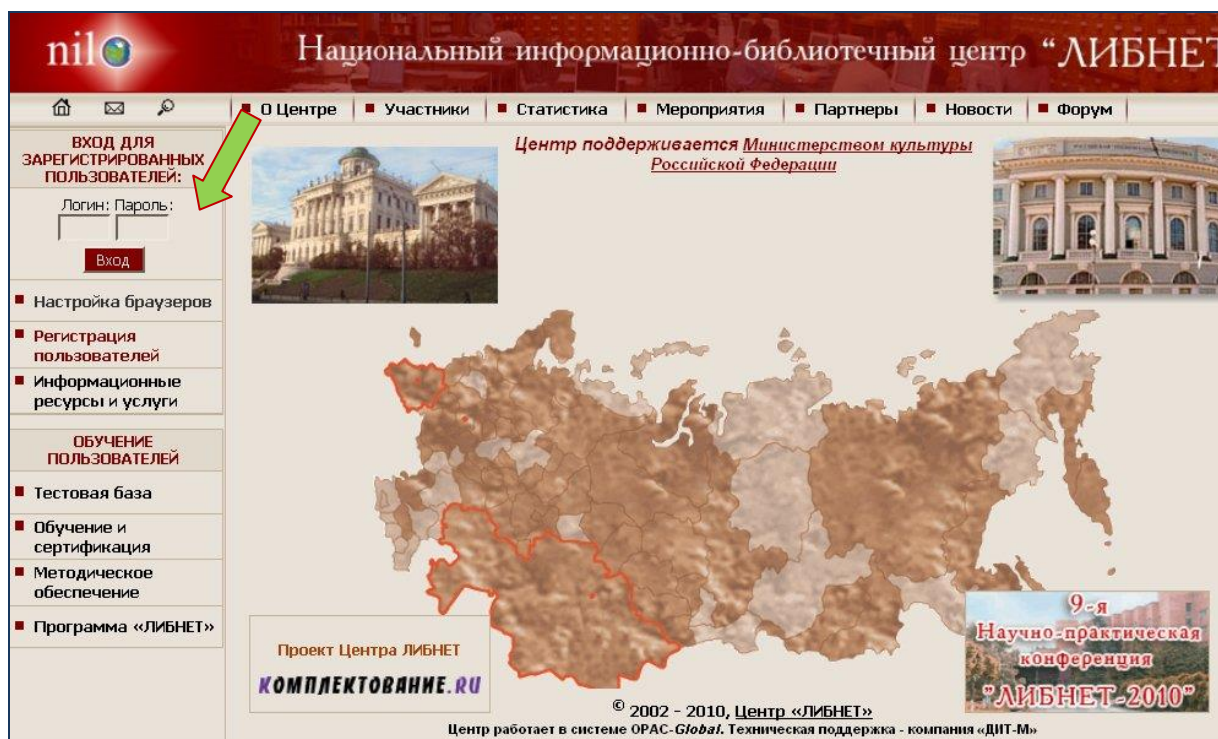 nilc
Национальный информационно-библиотечный центр "ЛИБНЕТ
О Центре
Участники
Статистика
Мероприятия
Партнеры
Новости
Форум
ВХОД ДЛЯ
ЗАРЕГИСТРИРОВАННЫХ
ПОЛЬЗОВАТЕЛЕЙ:
Логин: Пароль:
Вход
Настройка браузеров
Регистрация
пользователей
Информационные
ресурсы и услуги
ОБУЧЕНИЕ
ПОЛЬЗОВАТЕЛЕЙ
Тестовая база
Обучение и
сертификация
Методическое
обеспечение
Программа «ЛИБНЕТ»
Центр поддерживается Министерством культуры
Российской Федерации
Проект Центра ЛИБНЕТ
КОМПЛЕКТОВАНИЕ.RU
9-я
Научно-практическая
конференция
"ЛИБНЕТ-2010"
© 2002 - 2010, Центр «ЛИБНЕТ»
Центр работает в системе OPAC-Global. Техническая поддержка - компания «ДИТ-М»